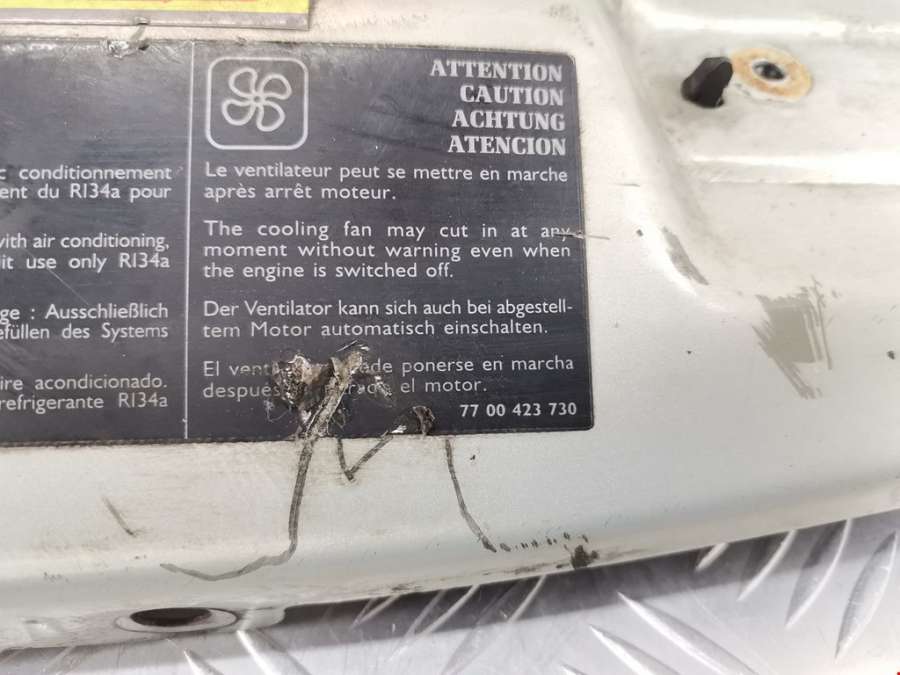 c conditionnement
ent du R134a pour
with air conditioning,
it use only R134a
ge : Ausschließlich
efüllen des Systems
ire acondicionado.
refrigerante R134a
ATTENTION
CAUTION
ACHTUNG
ATENCION
Le ventilateur peut se mettre en marche
après arrêt moteur.
The cooling fan may cut in at any
moment without warning even when
the engine is switched off.
Der Ventilator kann sich auch bei abgestell-
tem Motor automatisch einschalten.
El ponerse en marcha
después el motor.
77 00 423 730